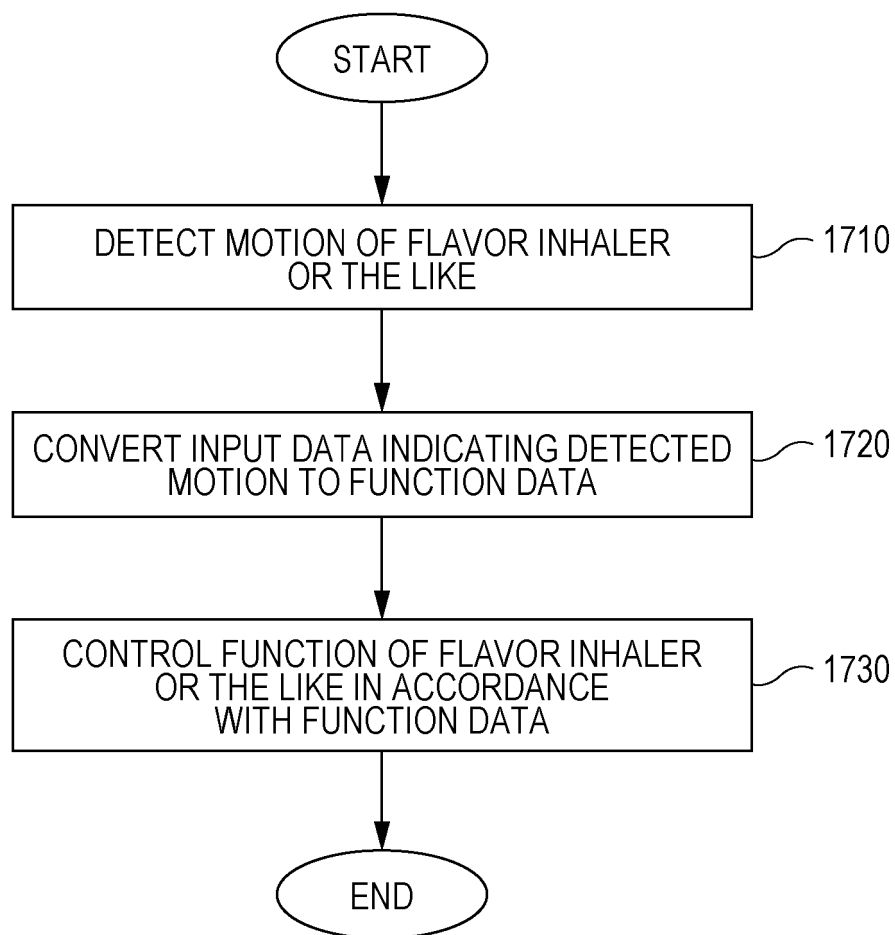 START
DETECT MOTION OF FLAVOR INHALER
OR THE LIKE
1710
CONVERT INPUT DATA INDICATING DETECTED
MOTION TO FUNCTION DATA
1720
CONTROL FUNCTION OF FLAVOR INHALER
OR THE LIKE IN ACCORDANCE
WITH FUNCTION DATA
1730
END